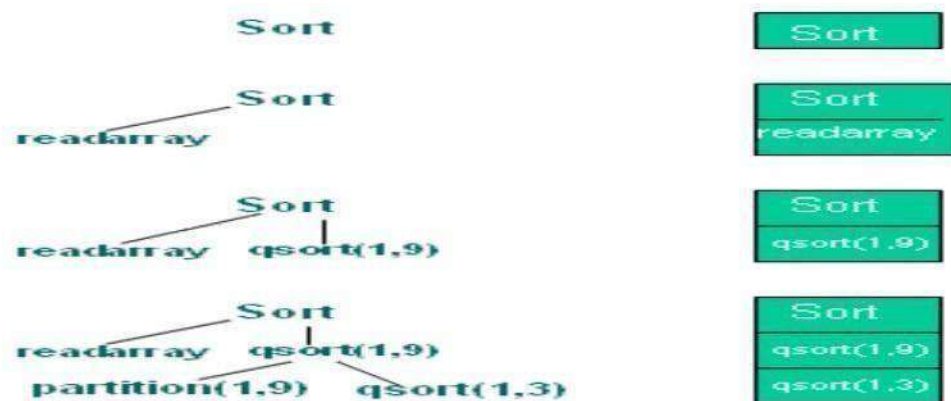 Sort Sort
Sort Sort
readarray readarray
Sort Sort
readarray qsort(1,9) qsort(1,9)
Sort Sort
readarray qsort(1,9) qsort(1,9)
partition(1,9) qsort(1,3) qsort(1,3)